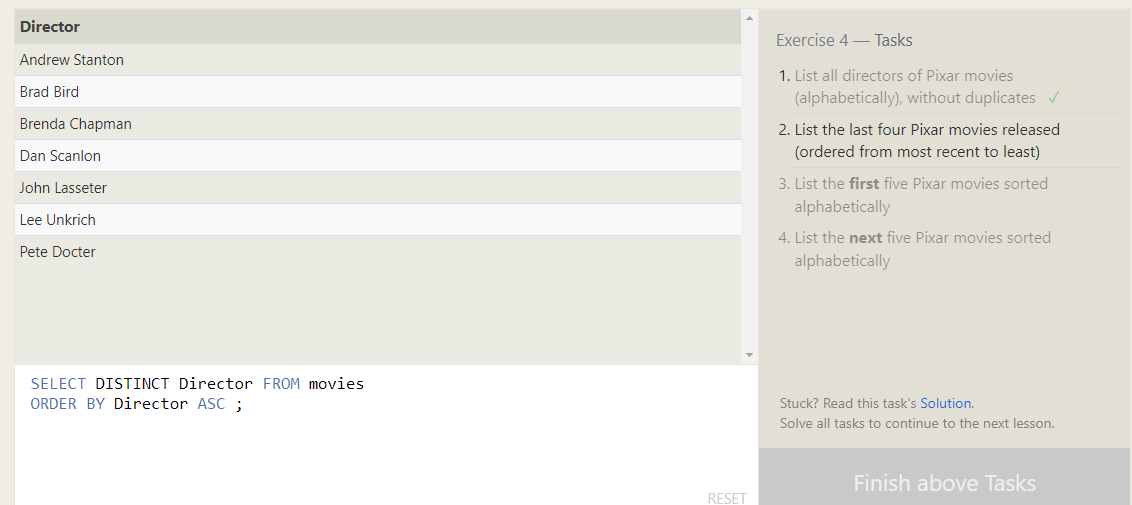 Director
Andrew Stanton
Brad Bird
Brenda Chapman
Dan Scanlon
John Lasseter
Lee Unkrich
Pete Docter
SELECT DISTINCT Director FROM movies
ORDER BY Director ASC ;
RESET
Exercise 4 — Tasks
1. List all directors of Pixar movies
(alphabetically), without duplicates ✓
2. List the last four Pixar movies released
(ordered from most recent to least)
3. List the first five Pixar movies sorted
alphabetically
4. List the next five Pixar movies sorted
alphabetically
Stuck? Read this task's Solution.
Solve all tasks to continue to the next lesson.
Finish above Tasks